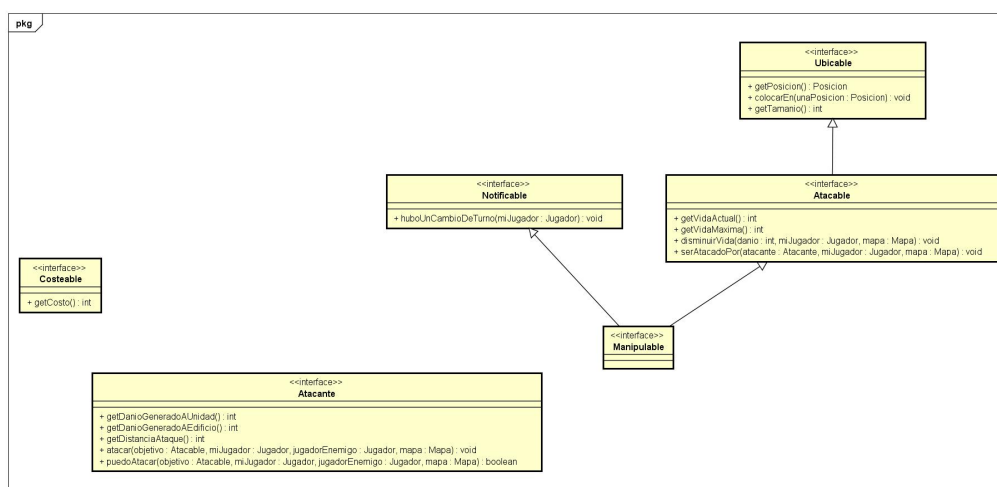 pkg
<<interface>>
Ubicable
+ getPosicion() : Posicion
+ colocarEn(unaPosicion : Posicion) : void
+ getTamanio() : int
<<interface>>
Notificable
+ huboUnCambioDeTurno(miJugador : Jugador) : void
<<interface>>
Atacable
+ getVidaActual() : int
+ getVidaMaxima() : int
+ disminuirVida(danio : int, miJugador : Jugador, mapa : Mapa) : void
+ serAtacadoPor(atacante : Atacante, miJugador : Jugador, mapa : Mapa) : void
<<interface>>
Costeable
+ getCosto() : int
<<interface>>
Manipulable
<<interface>>
Atacante
+ getDanioGeneradoAUnidad() : int
+ getDanioGeneradoAEdificio() : int
+ getDistanciaAtaque() : int
+ atacar(objetivo : Atacable, miJugador : Jugador, jugadorEnemigo : Jugador, mapa : Mapa) : void
+ puedoAtacar(objetivo : Atacable, miJugador : Jugador, jugadorEnemigo : Jugador, mapa : Mapa) : boolean